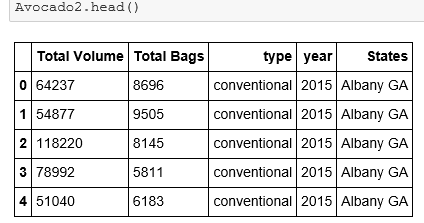 Avocado2.head()
Total Volume Total Bags type year States
0 64237 8696 conventional 2015 Albany GA
1 54877 9505 conventional 2015 Albany GA
2 118220 8145 conventional 2015 Albany GA
3 78992 5811 conventional 2015 Albany GA
4 51040 6183 conventional 2015 Albany GA